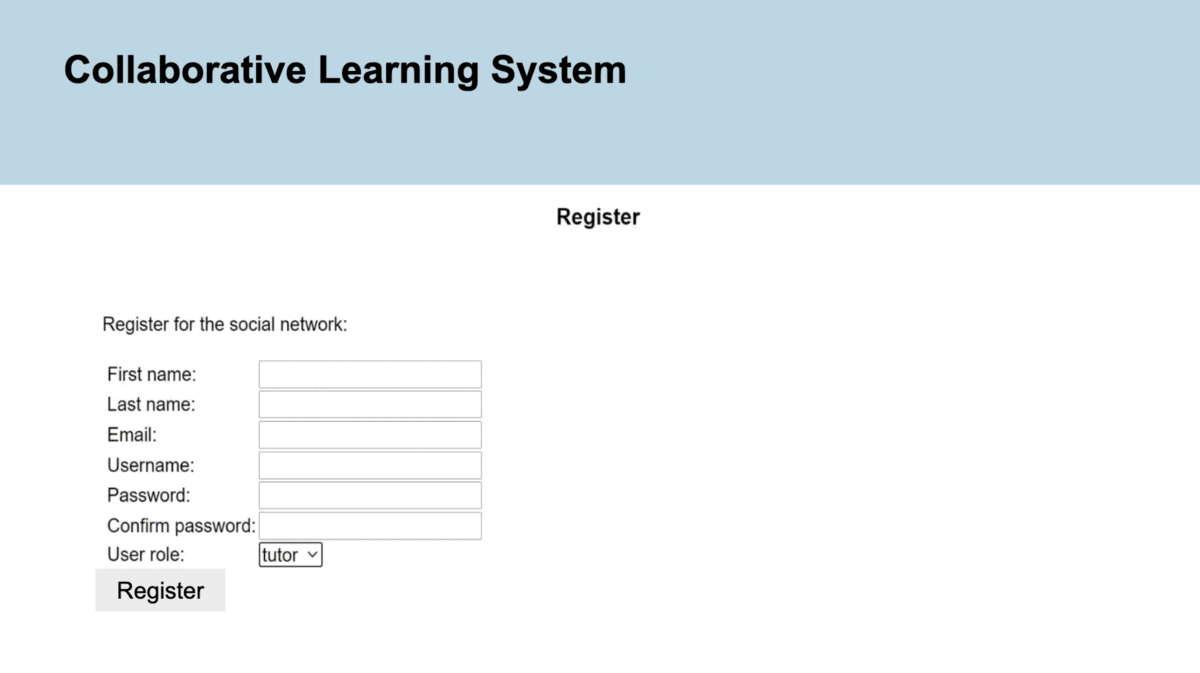 Collaborative Learning System
Register
Register for the social network:
First name:
Last name:
Email:
Username:
Password:
Confirm password:
User role: tutor
Register